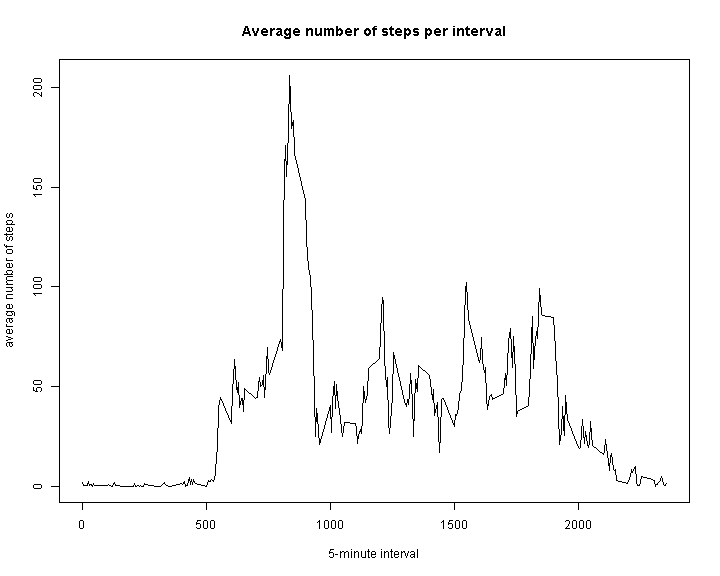 Average number of steps per interval
average number of steps
200
150
100
50
0
0 500 1000 1500 2000
5-minute interval